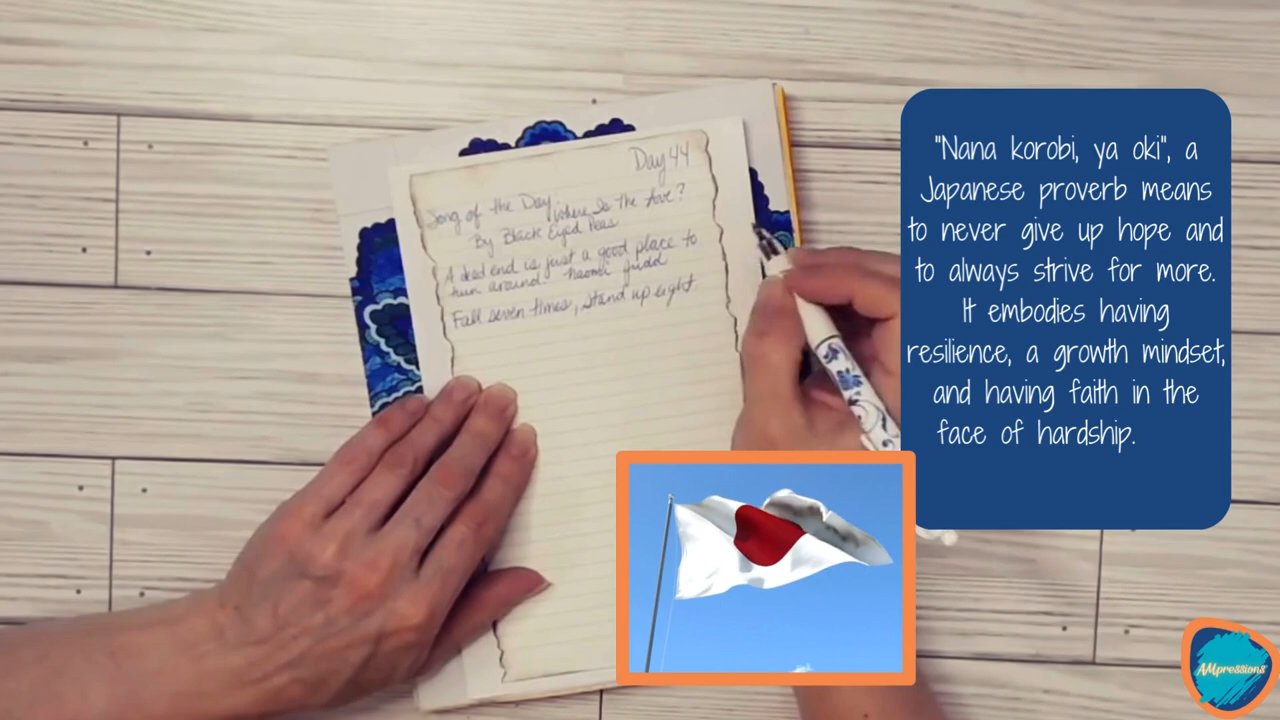 Day 44
Song of the Day: Where Is The Love?
By Black Eyed Peas
A dead end is just a good place to
turn around. Naomi Judd
Fall seven times, stand up eight
"Nana korobi, ya oki", a
Japanese proverb means
to never give up hope and
to always strive for more.
It embodies having
resilience, a growth mindset,
and having faith in the
face of hardship.
AMpressions